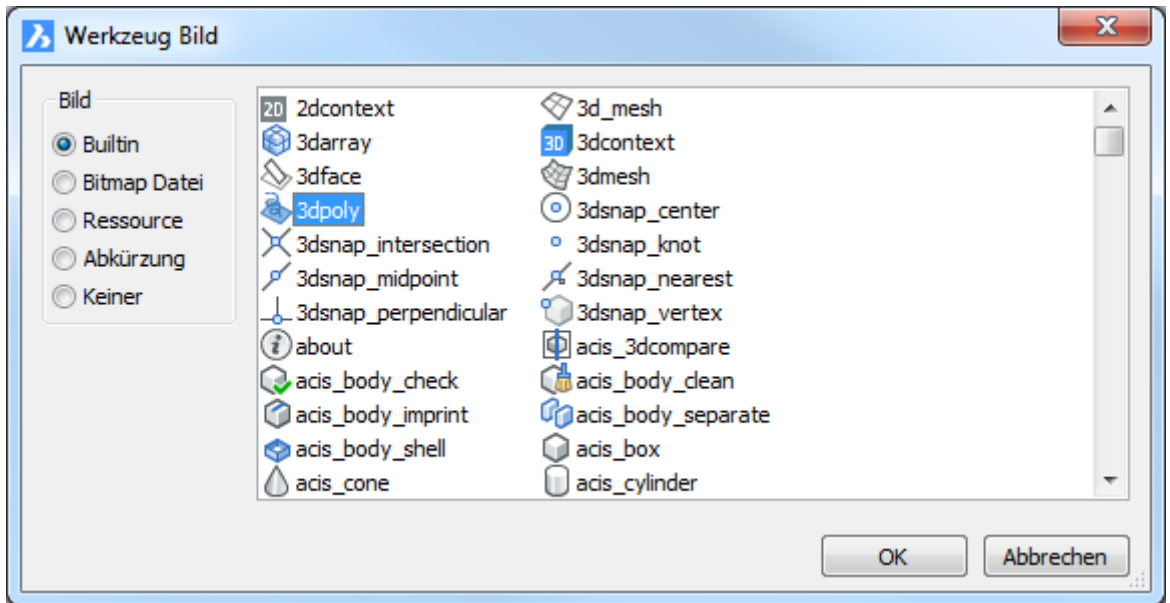 Werkzeug Bild
Bild
Builtin
Bitmap Datei
Ressource
Abkürzung
Keiner
2D 2dcontext
3d_mesh
3darray
3D 3dcontext
3dface
3dmesh
3dpoly
3dsnap_center
3dsnap_intersection
3dsnap_knot
3dsnap_midpoint
3dsnap_nearest
3dsnap_perpendicular
3dsnap_vertex
about
acis_3dcompare
acis_body_check
acis_body_clean
acis_body_imprint
acis_body_separate
acis_body_shell
acis_box
acis_cone
acis_cylinder
OK
Abbrechen